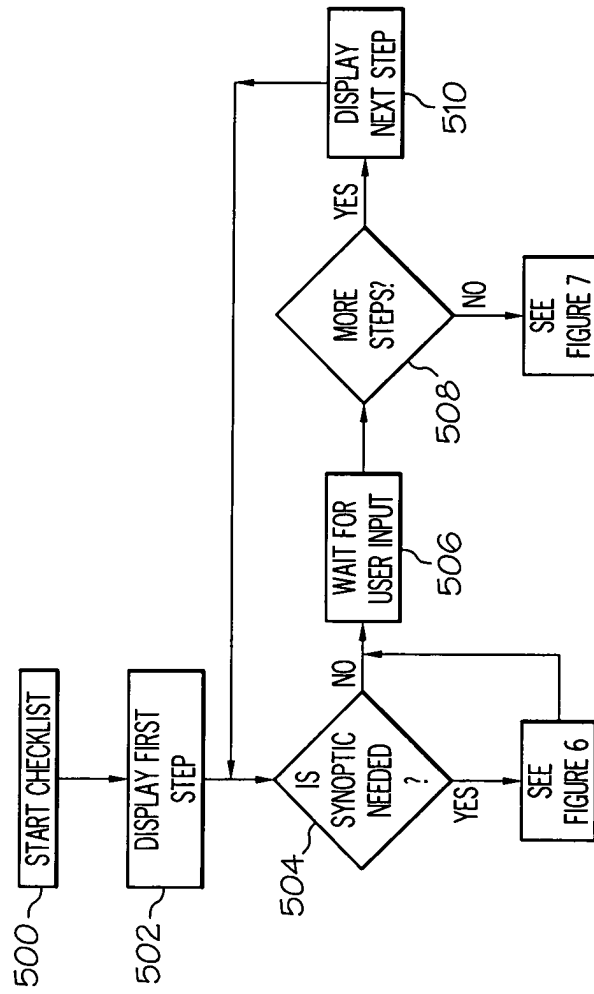 500
START CHECKLIST
502
DISPLAY FIRST
STEP
504
IS
SYNOPTIC
NEEDED
?
NO
YES
SEE
FIGURE 6
WAIT FOR
USER INPUT
506
MORE
STEPS?
508
YES
NO
SEE
FIGURE 7
DISPLAY
NEXT STEP
510